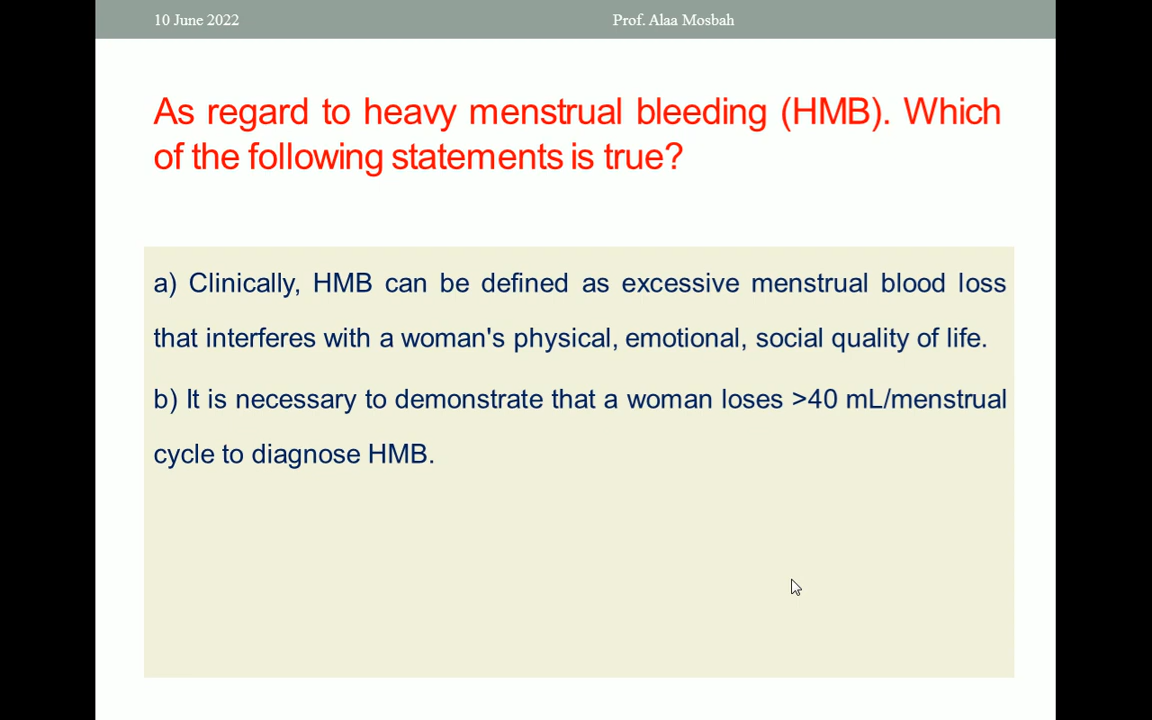 10 June 2022 Prof. Alaa Mosbah
As regard to heavy menstrual bleeding (HMB). Which
of the following statements is true?
a) Clinically, HMB can be defined as excessive menstrual blood loss
that interferes with a woman's physical, emotional, social quality of life.
b) It is necessary to demonstrate that a woman loses >40 mL/menstrual
cycle to diagnose HMB.